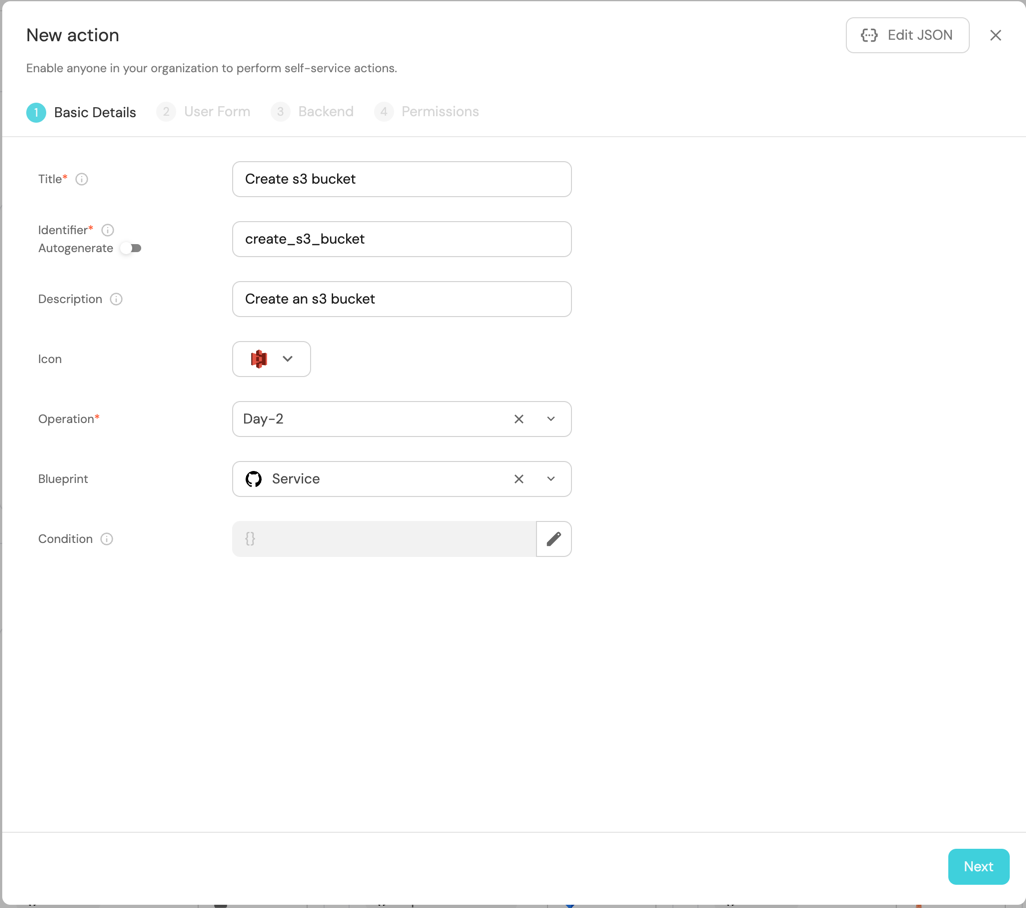 New action
Edit JSON
Enable anyone in your organization to perform self-service actions.
1 Basic Details 2 User Form 3 Backend 4 Permissions
Title* Create s3 bucket
Identifier* create_s3_bucket
Autogenerate
Description Create an s3 bucket
Icon
Operation* Day-2
Blueprint Service
Condition {}
Next